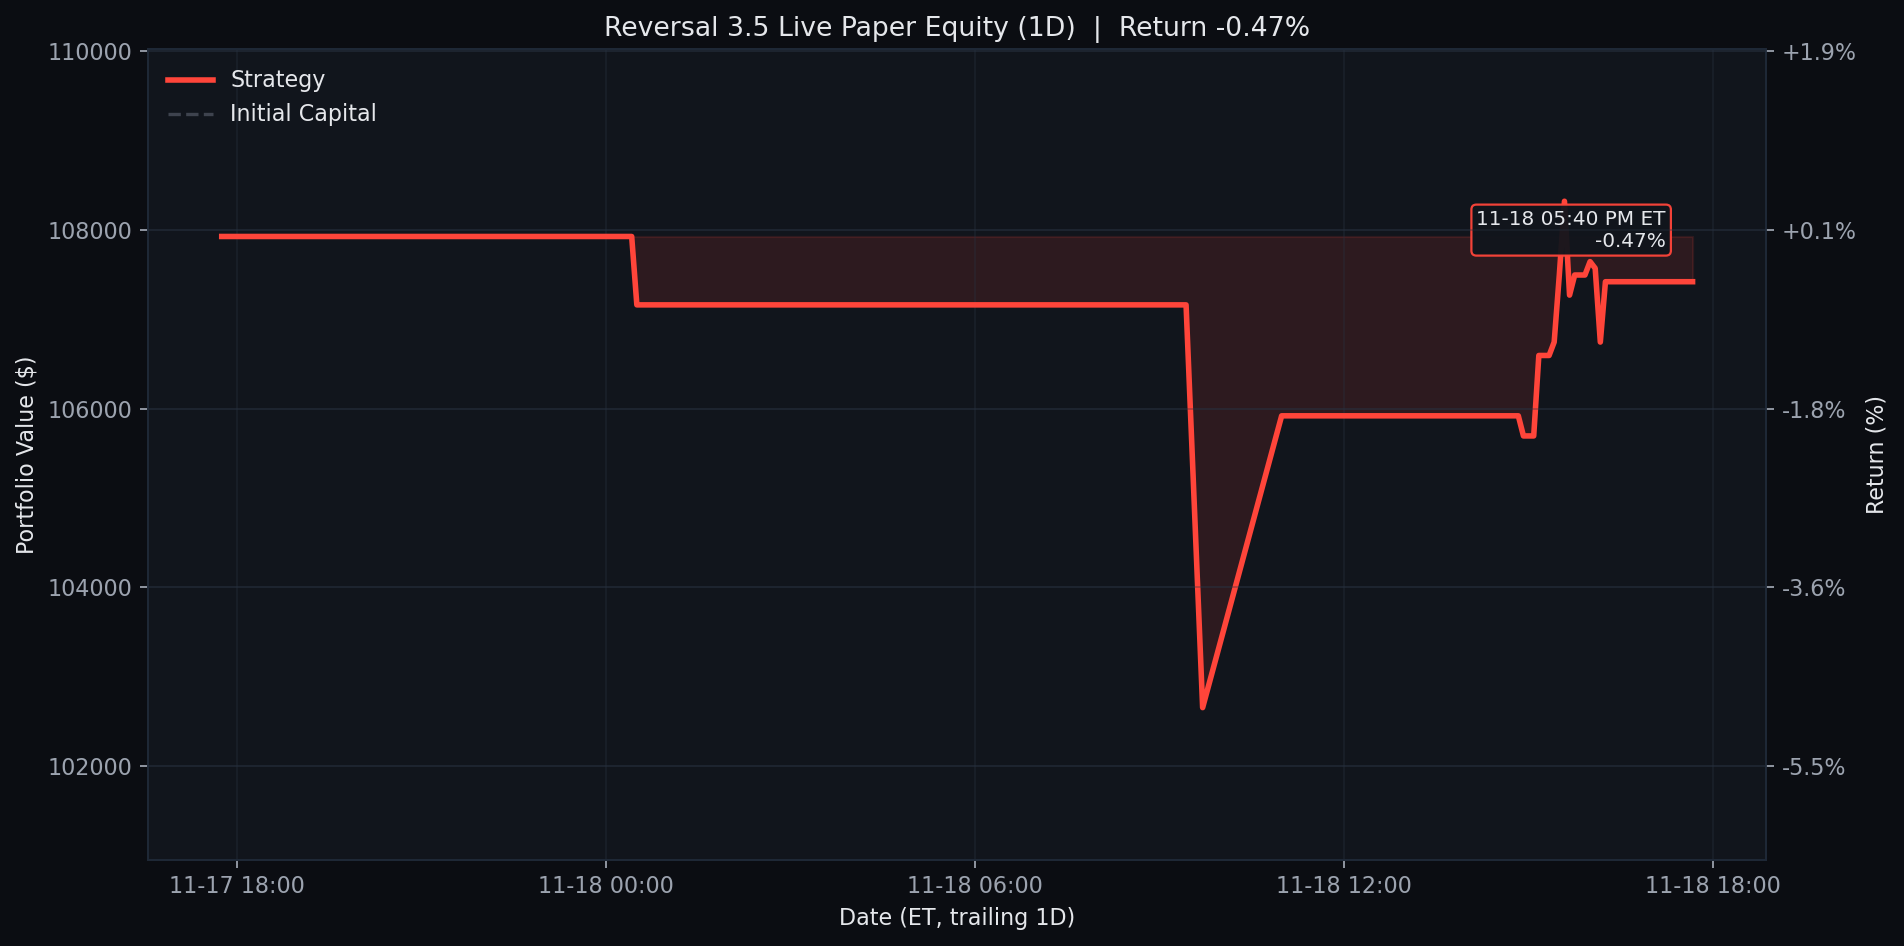 Reversal 3.5 Live Paper Equity (1D)  |  Return -0.47%
Strategy
Initial Capital
110000
108000
106000
104000
102000
Portfolio Value ($)
+1.9%
+0.1%
-1.8%
-3.6%
-5.5%
Return (%)
11-18 05:40 PM ET
-0.47%
11-17 18:00
11-18 00:00
11-18 06:00
11-18 12:00
11-18 18:00
Date (ET, trailing 1D)